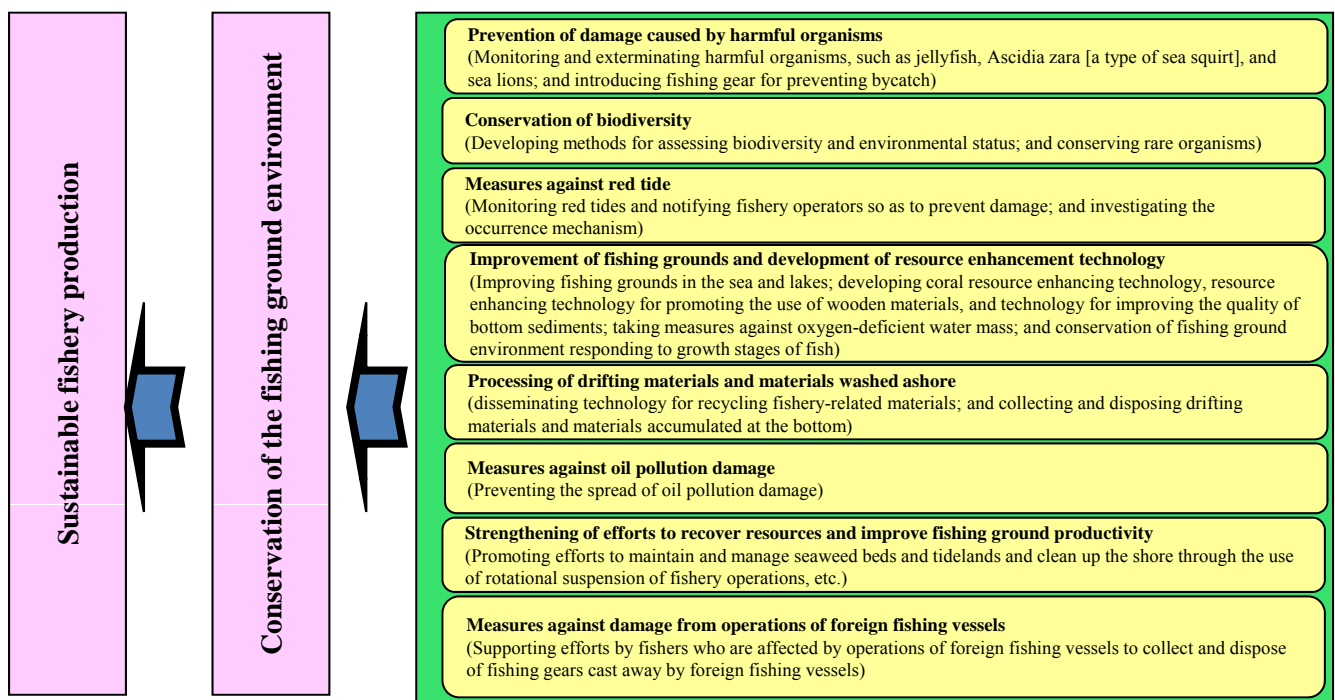 Sustainable fishery production
Conservation of the fishing ground environment
Prevention of damage caused by harmful organisms
(Monitoring and exterminating harmful organisms, such as jellyfish, Ascidia zara [a type of sea squirt], and
sea lions; and introducing fishing gear for preventing bycatch)
Conservation of biodiversity
(Developing methods for assessing biodiversity and environmental status; and conserving rare organisms)
Measures against red tide
(Monitoring red tides and notifying fishery operators so as to prevent damage; and investigating the
occurrence mechanism)
Improvement of fishing grounds and development of resource enhancement technology
(Improving fishing grounds in the sea and lakes; developing coral resource enhancing technology, resource
enhancing technology for promoting the use of wooden materials, and technology for improving the quality of
bottom sediments; taking measures against oxygen-deficient water mass; and conservation of fishing ground
environment responding to growth stages of fish)
Processing of drifting materials and materials washed ashore
(disseminating technology for recycling fishery-related materials; and collecting and disposing drifting
materials and materials accumulated at the bottom)
Measures against oil pollution damage
(Preventing the spread of oil pollution damage)
Strengthening of efforts to recover resources and improve fishing ground productivity
(Promoting efforts to maintain and manage seaweed beds and tidelands and clean up the shore through the use
of rotational suspension of fishery operations, etc.)
Measures against damage from operations of foreign fishing vessels
(Supporting efforts by fishers who are affected by operations of foreign fishing vessels to collect and dispose
of fishing gears cast away by foreign fishing vessels)